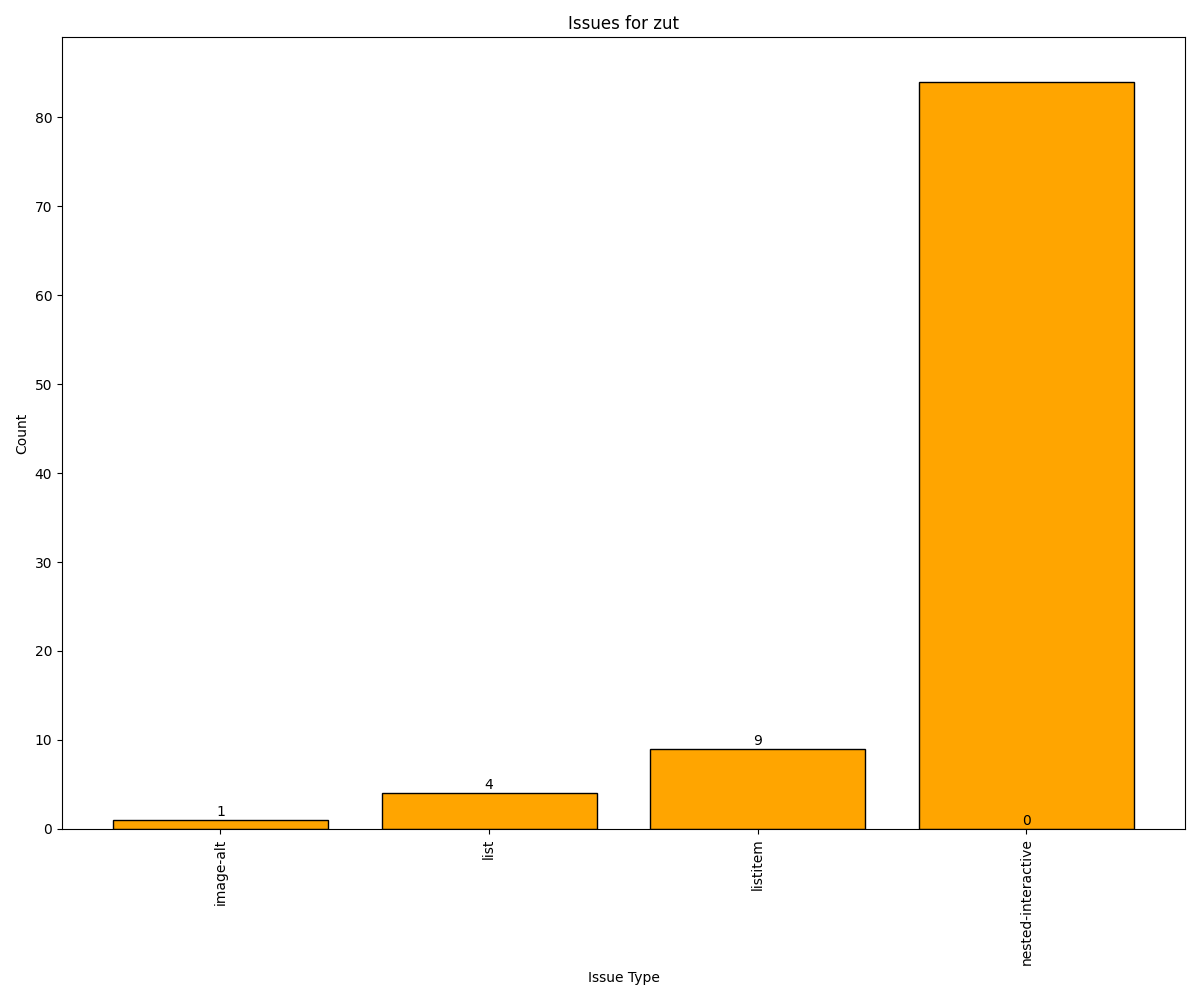 Issues for zut
Count
80
70
60
50
40
30
20
10
0
1
4
9
0
image-alt
list
listitem
nested-interactive
Issue Type